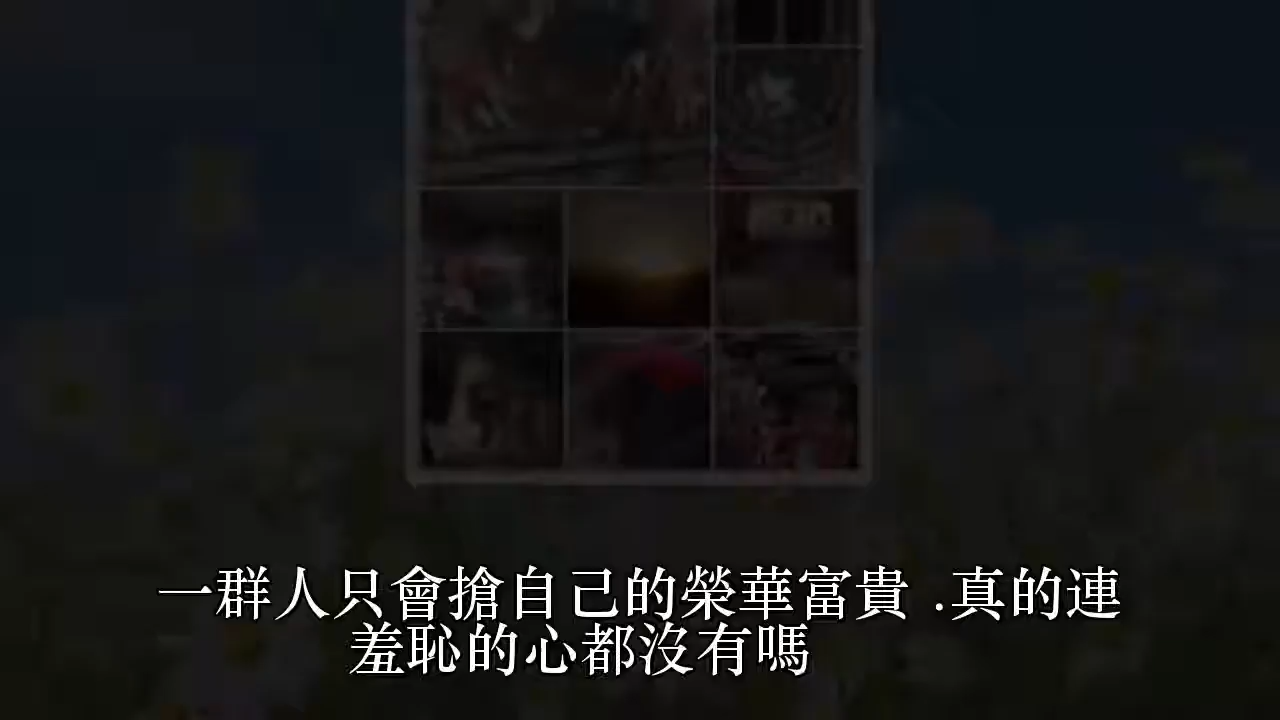 一群人只會搶自己的榮華富貴 .真的連
羞恥的心都沒有嗎